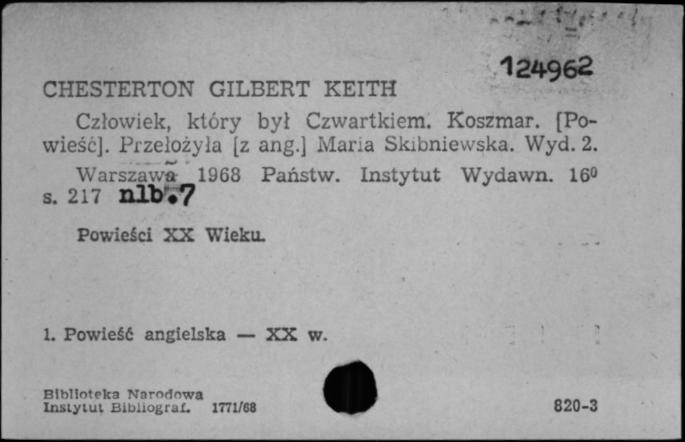 124962
CHESTERTON GILBERT KEITH
Człowiek, który był Czwartkiem. Koszmar. [Po-
wieść]. Przełożyła [z ang.] Maria Skibniewska. Wyd. 2.
Warszawa 1968 Państw. Instytut Wydawn. 16⁰
s. 217 nlb.7
Powieści XX Wieku.
1. Powieść angielska — XX w.
Biblioteka Narodowa
Instytut Bibliograf. 1771/68
820-3